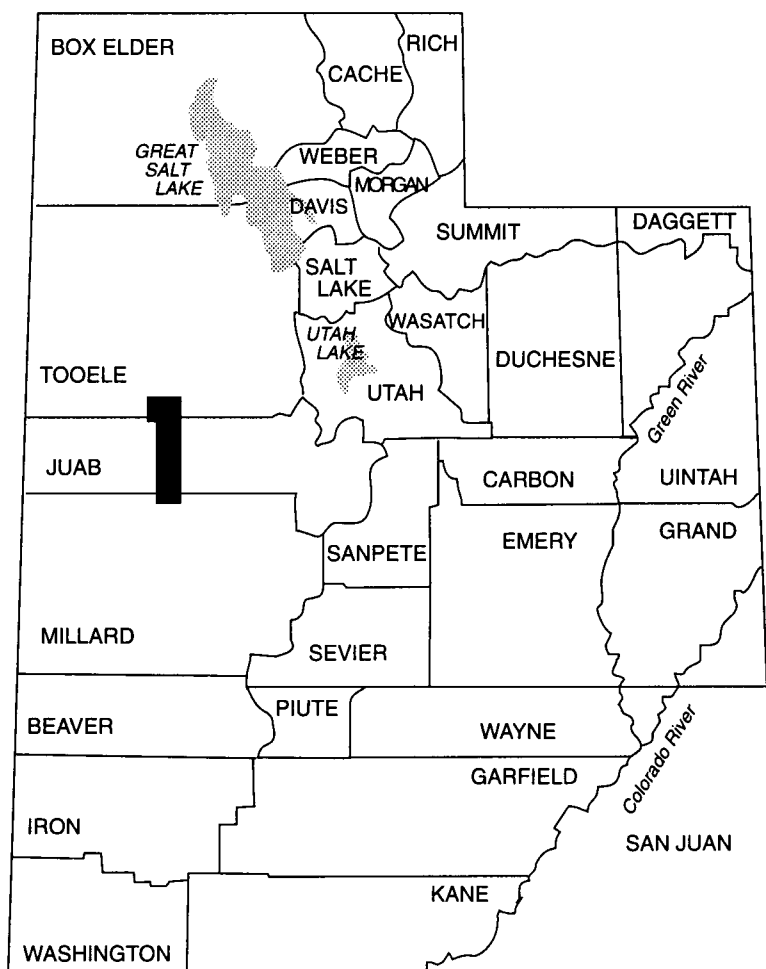 BOX ELDER
RICH
CACHE
GREAT
SALT
LAKE
WEBER
MORGAN
DAVIS
SUMMIT
DAGGETT
SALT
LAKE
WASATCH
UTAH
LAKE
DUCHESNE
TOOELE
UTAH
Green River
JUAB
CARBON
UINTAH
SANPETE
EMERY
GRAND
MILLARD
SEVIER
PIUTE
BEAVER
WAYNE
Colorado River
GARFIELD
IRON
SAN JUAN
KANE
WASHINGTON